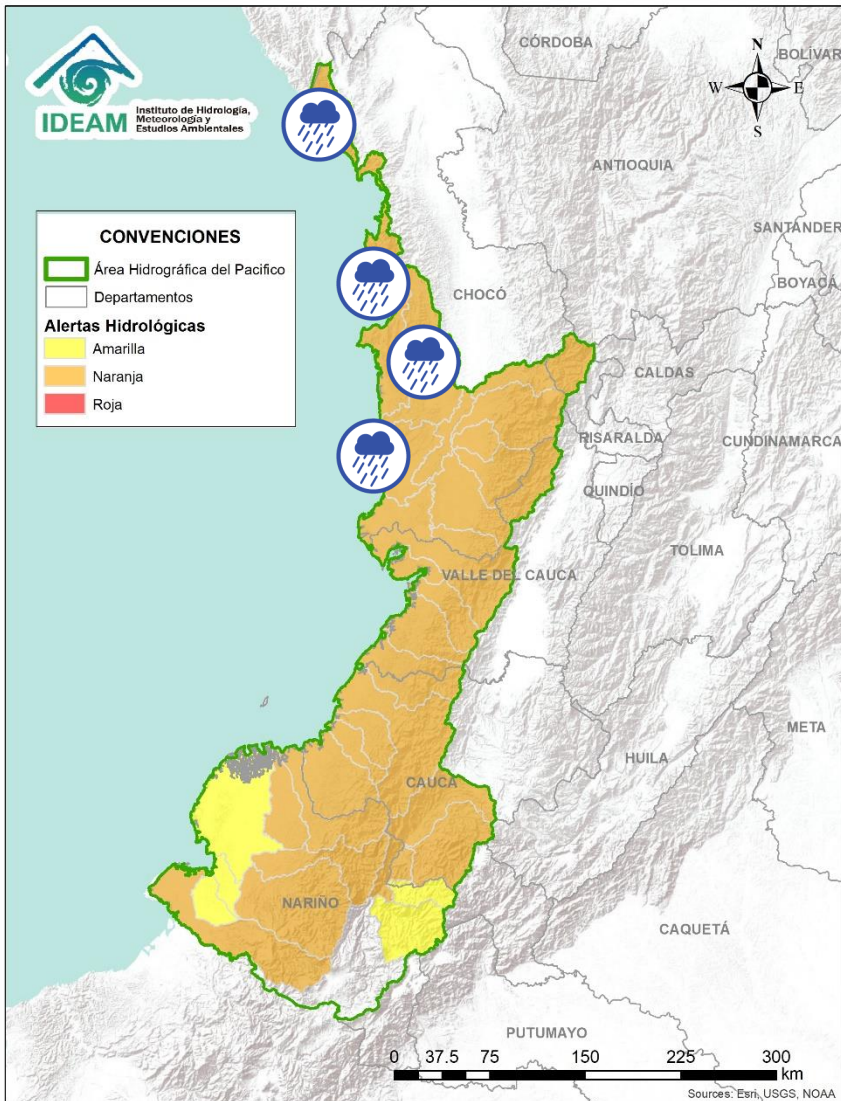 IDEAM
Instituto de Hidrología,
Meteorología y
Estudios Ambientales
CÓRDOBA
BOLÍVAR
N
W
E
S
ANTIOQUIA
SANTANDER
BOYACÁ
CONVENCIONES
Área Hidrográfica del Pacifico
Departamentos
Alertas Hidrológicas
Amarilla
Naranja
Roja
CHOCÓ
CALDAS
RISARALDA
CUNDINAMARCA
QUINDÍO
TOLIMA
VALLE DEL CAUCA
META
HUILA
CAUCA
NARIÑO
CAQUETÁ
PUTUMAYO
0 37.5 75 150 225 300
km
Sources: Esri, USGS, NOAA